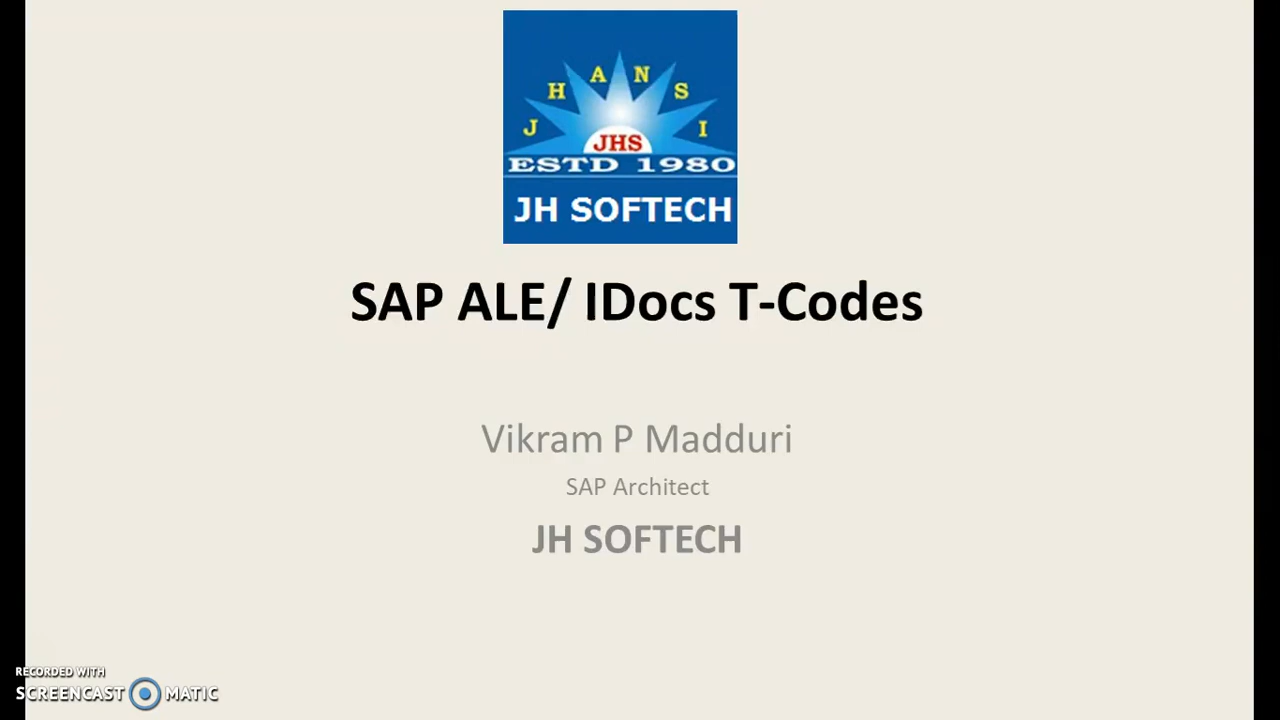 J H A N S I
JHS
ESTD 1980
JH SOFTECH
SAP ALE/ IDocs T-Codes
Vikram P Madduri
SAP Architect
JH SOFTECH
RECORDED WITH
SCREENCAST MATIC